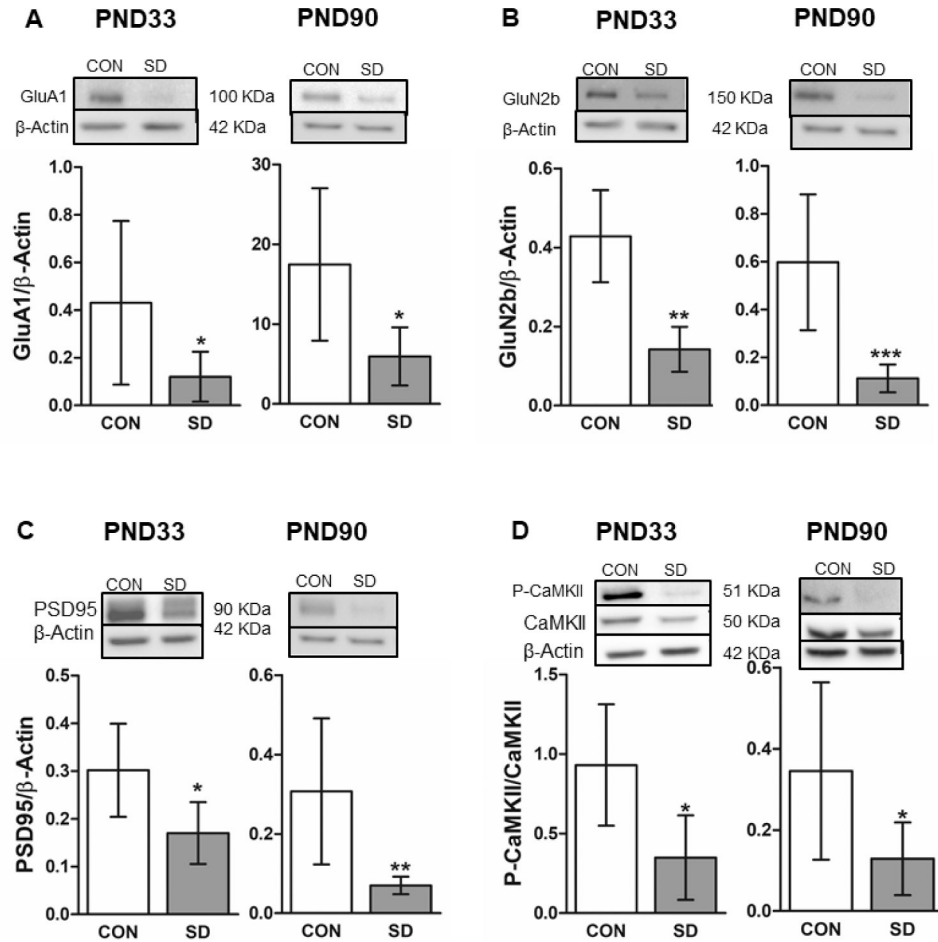 A PND33 PND90
CON SD CON SD
GluA1 100 KDa
β-Actin 42 KDa
GluA1/β-Actin
1.0
0.8
0.6
0.4
0.2
0.0
CON SD
*
30
20
10
0
CON SD
*
B PND33 PND90
CON SD CON SD
GluN2b 150 KDa
β-Actin 42 KDa
GluN2b/β-Actin
0.6
0.4
0.2
0.0
CON SD
**
1.0
0.8
0.6
0.4
0.2
0.0
CON SD
***
C PND33 PND90
CON SD CON SD
PSD95 90 KDa
β-Actin 42 KDa
PSD95/β-Actin
0.5
0.4
0.3
0.2
0.1
0.0
CON SD
*
0.6
0.4
0.2
0.0
CON SD
**
D PND33 PND90
CON SD CON SD
P-CaMKII 51 KDa
CaMKII 50 KDa
β-Actin 42 KDa
P-CaMKII/CaMKII
1.5
1.0
0.5
0.0
CON SD
*
0.6
0.4
0.2
0.0
CON SD
*